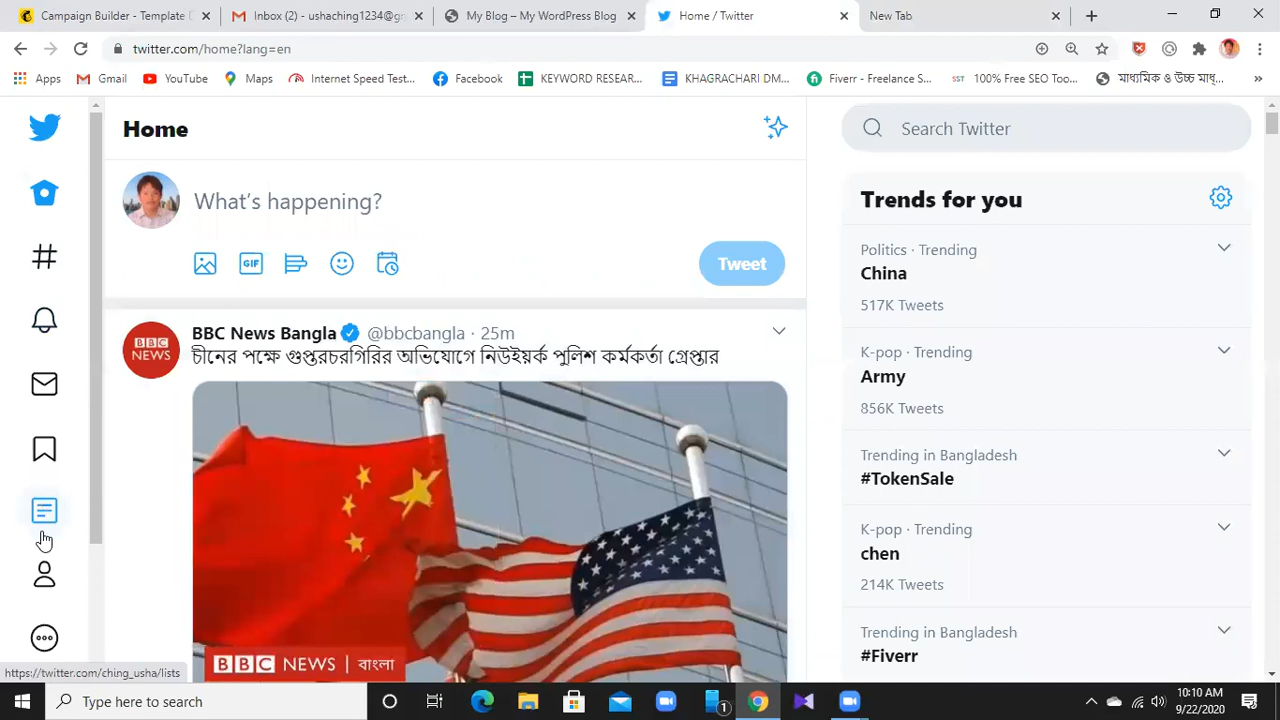 Campaign Builder - Template C
Inbox (2) - ushaching1234@g
My Blog – My WordPress Blog
Home / Twitter
New Tab
twitter.com/home?lang=en
Apps
Gmail
YouTube
Maps
Internet Speed Test...
Facebook
KEYWORD RESEAR...
KHAGRACHARI DM...
Fiverr - Freelance S...
SST
100% Free SEO Too...
মাধ্যমিক ও উচ্চ মাধ্...
Home
What's happening?
GIF
Tweet
BBC News Bangla @bbcbangla · 25m
চীনের পক্ষে গুপ্তরচরগিরির অভিযোগে নিউইয়র্ক পুলিশ কর্মকর্তা গ্রেপ্তার
BBC NEWS
BBC NEWS | বাংলা
Search Twitter
Trends for you
Politics · Trending
China
517K Tweets
K-pop · Trending
Army
856K Tweets
Trending in Bangladesh
#TokenSale
K-pop · Trending
chen
214K Tweets
Trending in Bangladesh
#Fiverr
https://twitter.com/ching_usha/lists
Type here to search
1
10:10 AM
9/22/2020